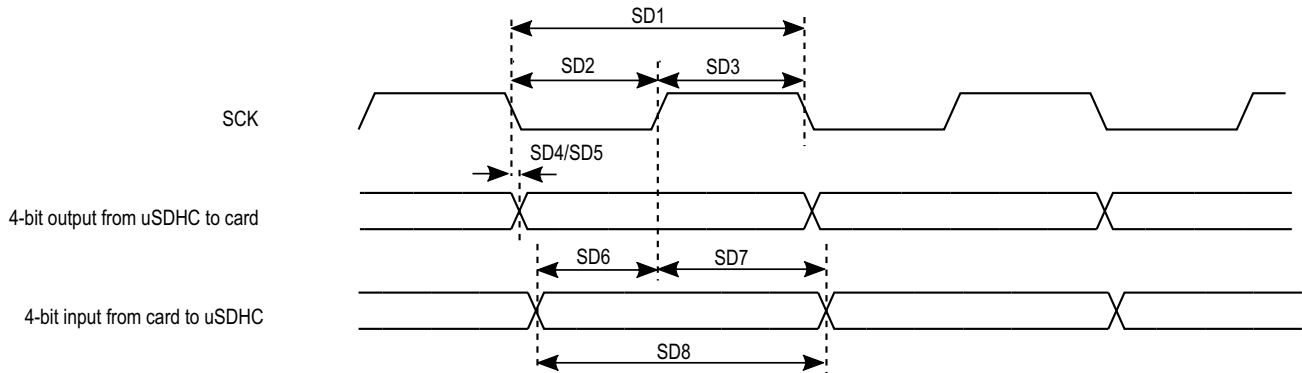 SD1
SD2
SD3
SCK
SD4/SD5
4-bit output from uSDHC to card
SD6
SD7
4-bit input from card to uSDHC
SD8